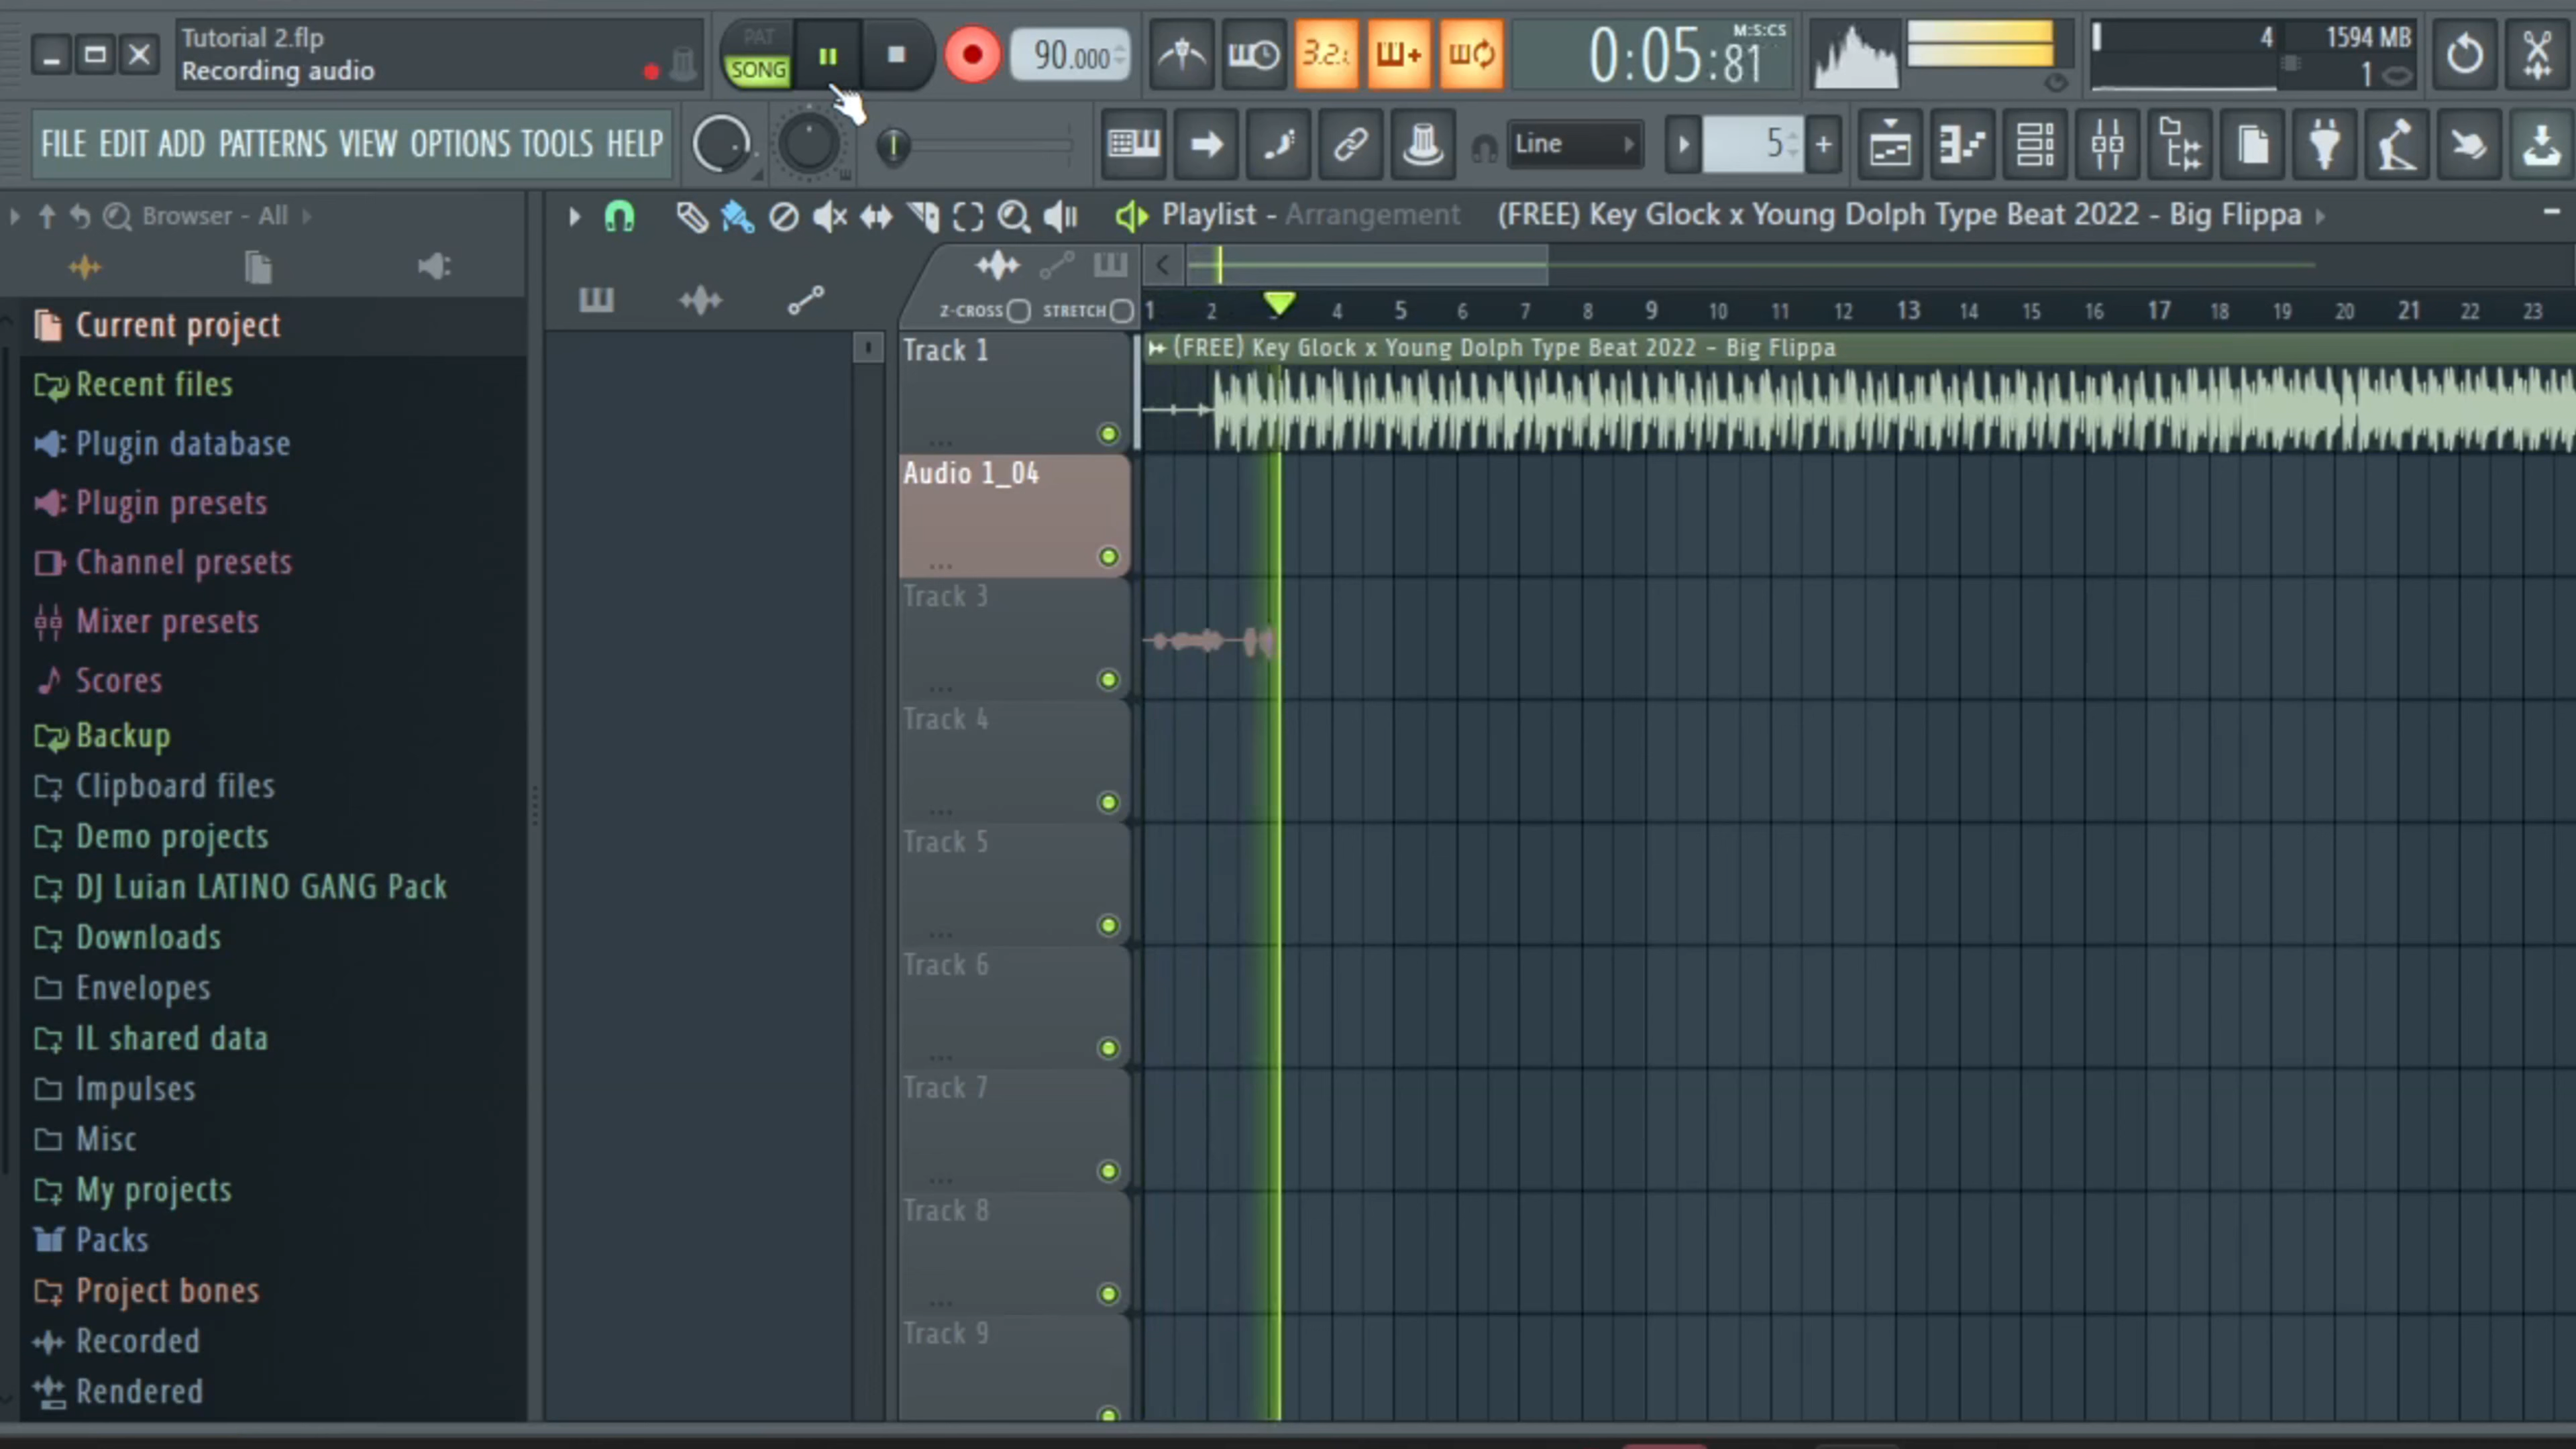 Tutorial 2.flp
Recording audio
PAT
SONG
90.000
3.2.
0:05:81
M:S:CS
4
1594 MB
1
FILE EDIT ADD PATTERNS VIEW OPTIONS TOOLS HELP
Line
5
Browser - All
Playlist - Arrangement
(FREE) Key Glock x Young Dolph Type Beat 2022 - Big Flippa
Z-CROSS
STRETCH
1 2 3 4 5 6 7 8 9 10 11 12 13 14 15 16 17 18 19 20 21 22 23
Current project
Recent files
Plugin database
Plugin presets
Channel presets
Mixer presets
Scores
Backup
Clipboard files
Demo projects
DJ Luian LATINO GANG Pack
Downloads
Envelopes
IL shared data
Impulses
Misc
My projects
Packs
Project bones
Recorded
Rendered
Track 1
(FREE) Key Glock x Young Dolph Type Beat 2022 - Big Flippa
Audio 1_04
Track 3
Track 4
Track 5
Track 6
Track 7
Track 8
Track 9